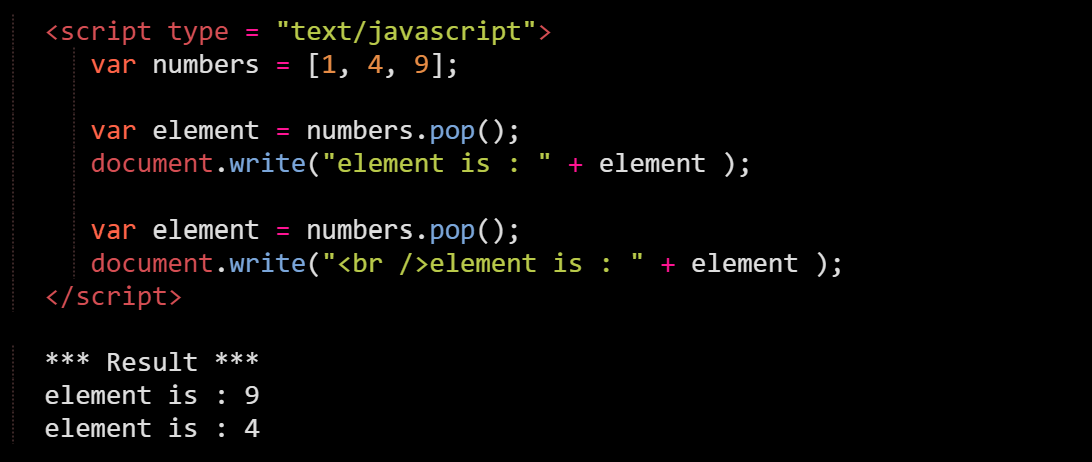 <script type = "text/javascript">
var numbers = [1, 4, 9];
var element = numbers.pop();
document.write("element is : " + element );
var element = numbers.pop();
document.write("<br />element is : " + element );
</script>
*** Result ***
element is : 9
element is : 4